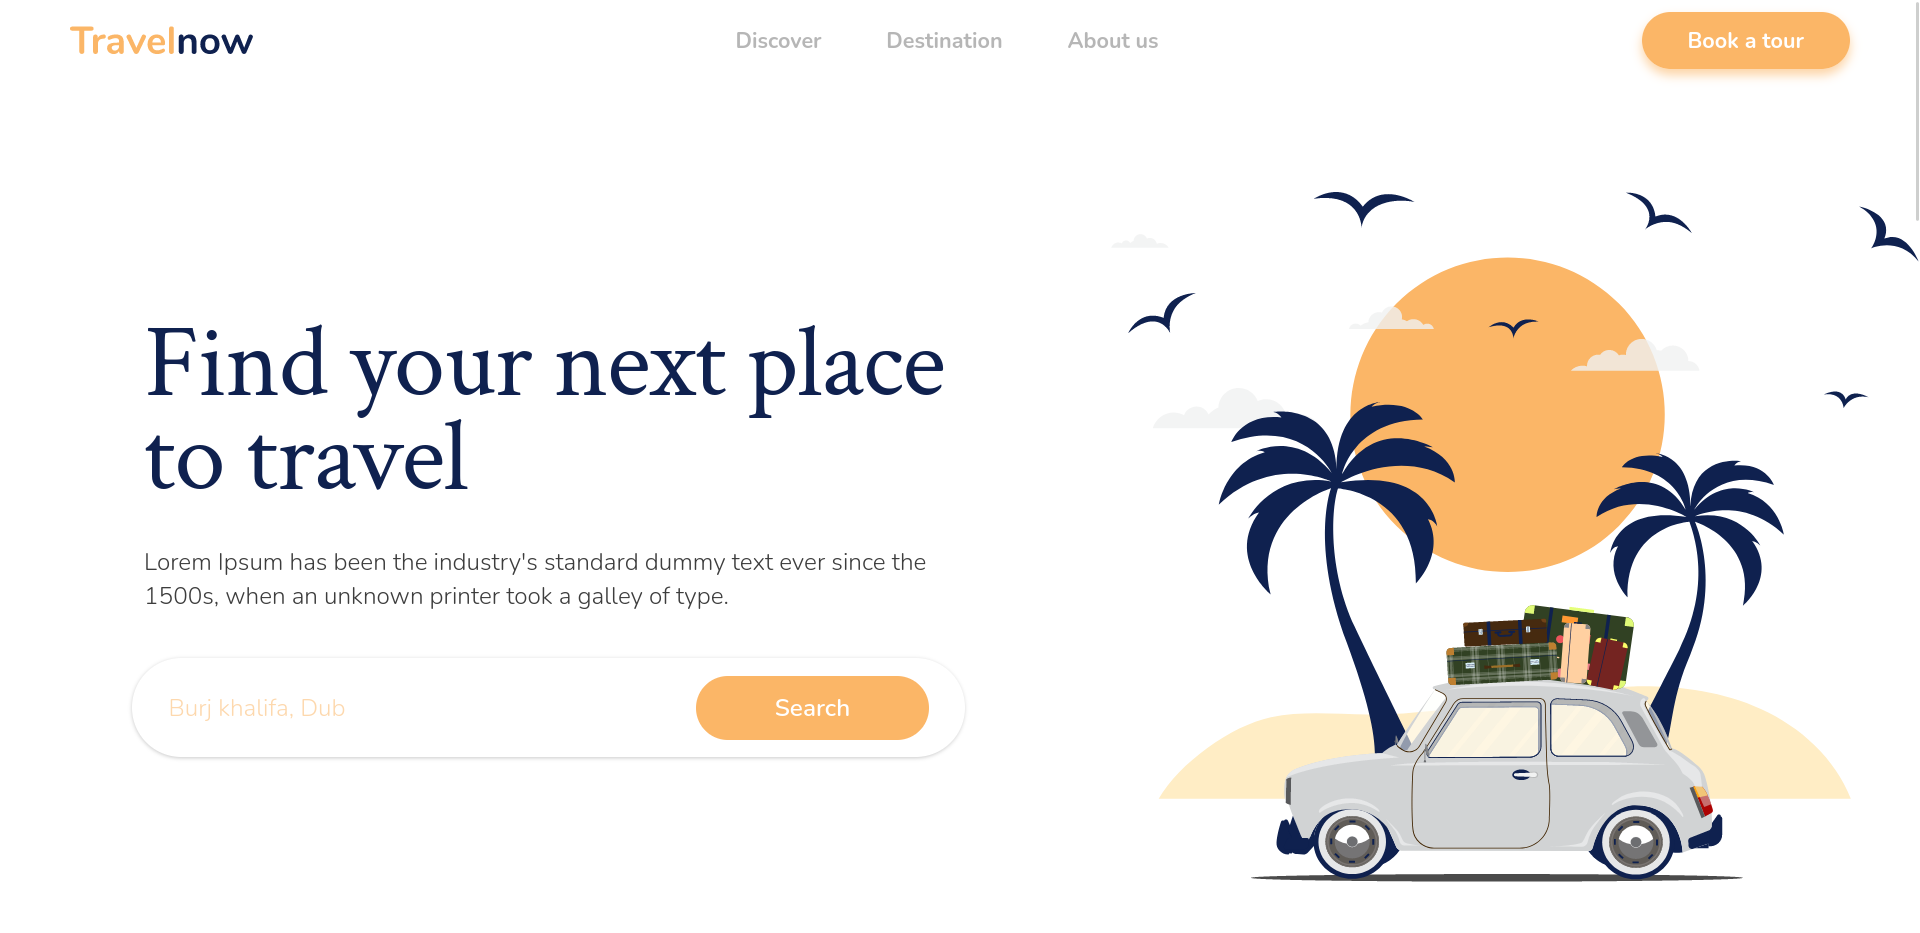 Travelnow
Discover
Destination
About us
Book a tour
Find your next place
to travel
Lorem Ipsum has been the industry's standard dummy text ever since the
1500s, when an unknown printer took a galley of type.
Burj khalifa, Dub
Search